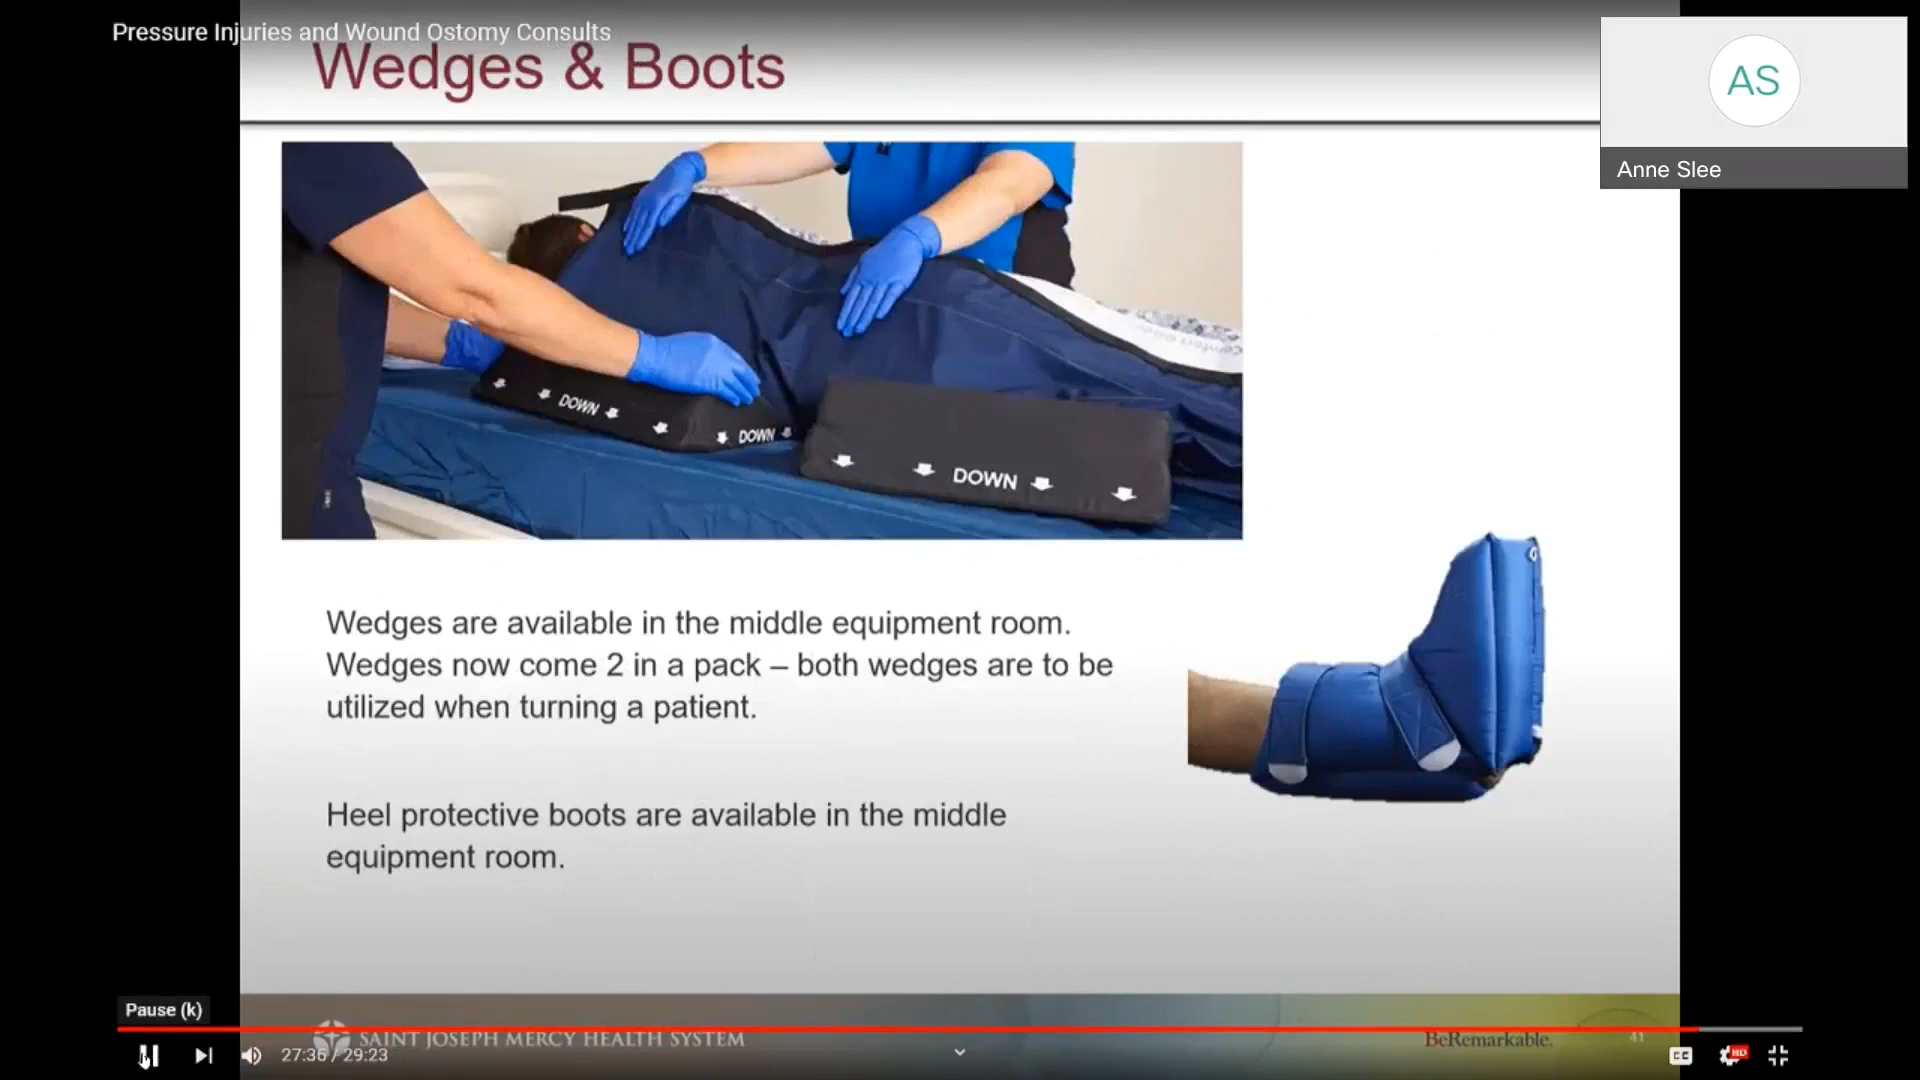 Pressure Injuries and Wound Ostomy Consults
Wedges & Boots
AS
Anne Slee
DOWN
DOWN
DOWN
Wedges are available in the middle equipment room.
Wedges now come 2 in a pack – both wedges are to be
utilized when turning a patient.
Heel protective boots are available in the middle
equipment room.
Pause (k)
SAINT JOSEPH MERCY HEALTH SYSTEM
BeRemarkable.
41
27:36 / 29:23
CC
HD